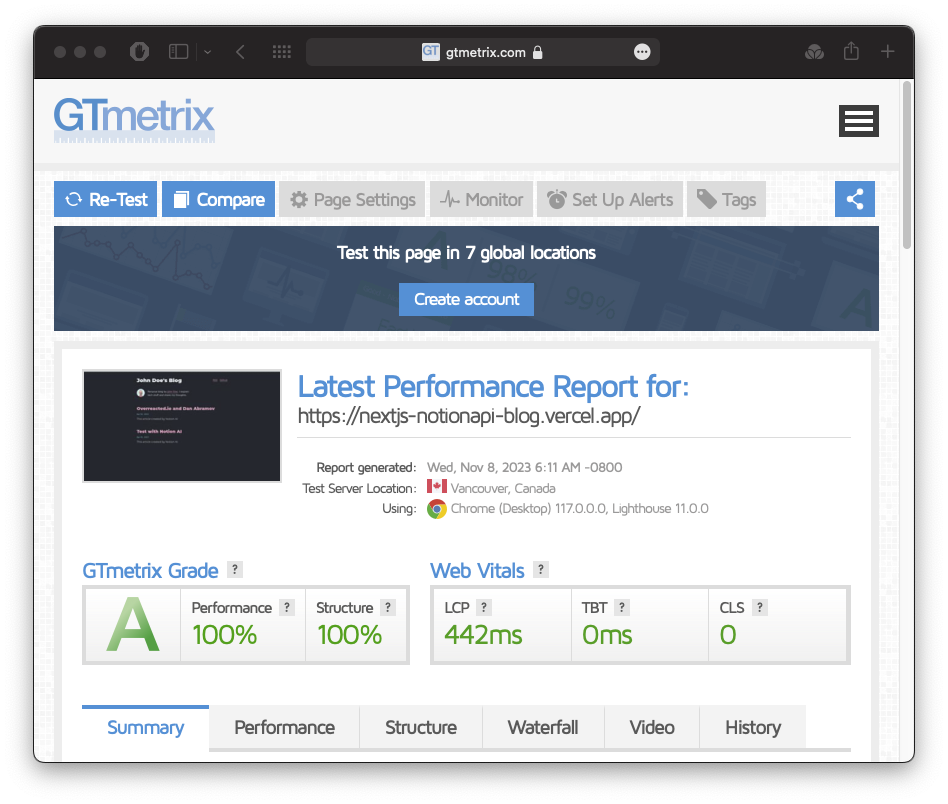 GT gtmetrix.com
GTmetrix
Re-Test Compare Page Settings Monitor Set Up Alerts Tags
Test this page in 7 global locations
98%
99%
A
Create account
John Doe's Blog
Overreacted.io and Dan Abramov
Test with Notion AI
Latest Performance Report for:
https://nextjs-notionapi-blog.vercel.app/
Report generated: Wed, Nov 8, 2023 6:11 AM -0800
Test Server Location: Vancouver, Canada
Using: Chrome (Desktop) 117.0.0.0, Lighthouse 11.0.0
GTmetrix Grade ?
A
Performance ?
100%
Structure ?
100%
Web Vitals ?
LCP ?
442ms
TBT ?
0ms
CLS ?
0
Summary Performance Structure Waterfall Video History